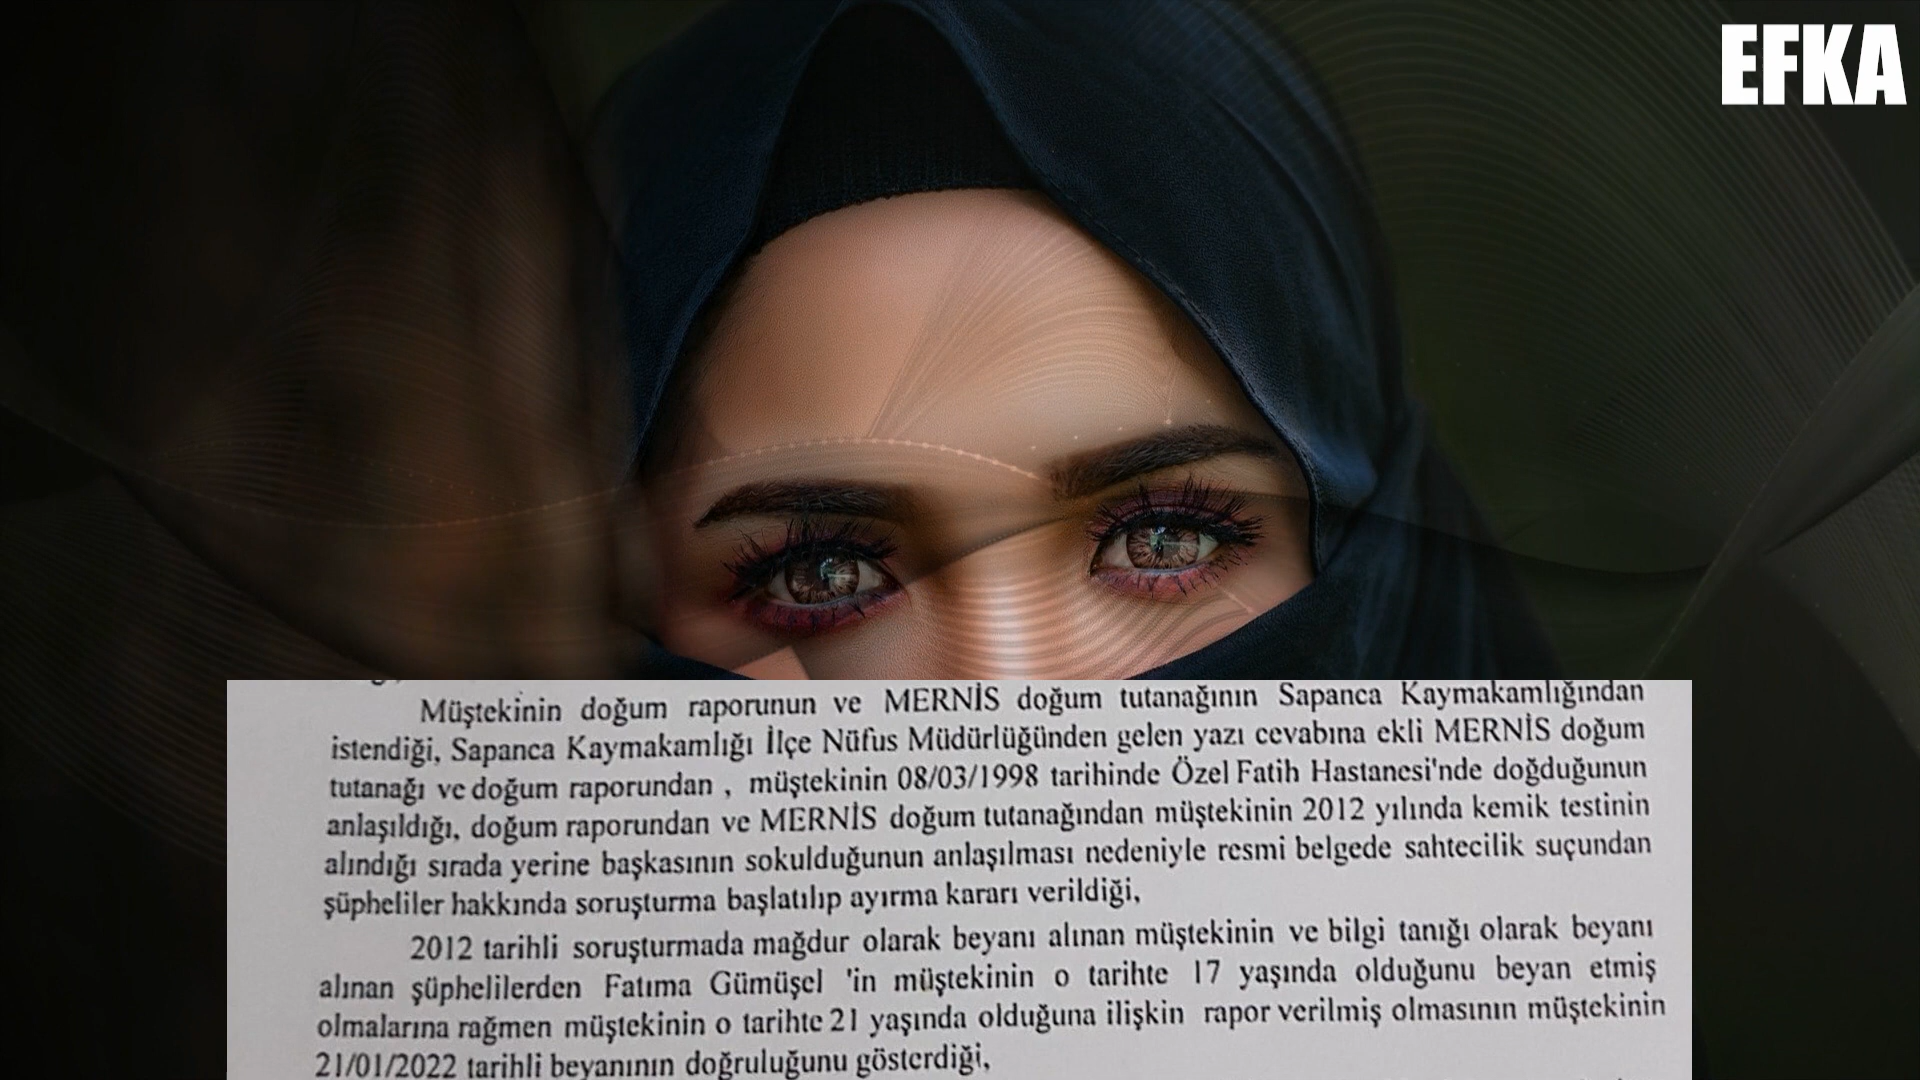 EFKA
Müştekinin doğum raporunun ve MERNİS doğum tutanağının Sapanca Kaymakamlığından
istendiği, Sapanca Kaymakamlığı İlçe Nüfus Müdürlüğünden gelen yazı cevabına ekli MERNİS doğum
tutanağı ve doğum raporundan , müştekinin 08/03/1998 tarihinde Özel Fatih Hastanesi'nde doğduğunun
anlaşıldığı, doğum raporundan ve MERNİS doğum tutanağından müştekinin 2012 yılında kemik testinin
alındığı sırada yerine başkasının sokulduğunun anlaşılması nedeniyle resmi belgede sahtecilik suçundan
şüpheliler hakkında soruşturma başlatılıp ayırma kararı verildiği,
2012 tarihli soruşturmada mağdur olarak beyanı alınan müştekinin ve bilgi tanığı olarak beyanı
alınan şüphelilerden Fatıma Gümüşel 'in müştekinin o tarihte 17 yaşında olduğunu beyan etmiş
olmalarına rağmen müştekinin o tarihte 21 yaşında olduğuna ilişkin rapor verilmiş olmasının müştekinin
21/01/2022 tarihli beyanının doğruluğunu gösterdiği,